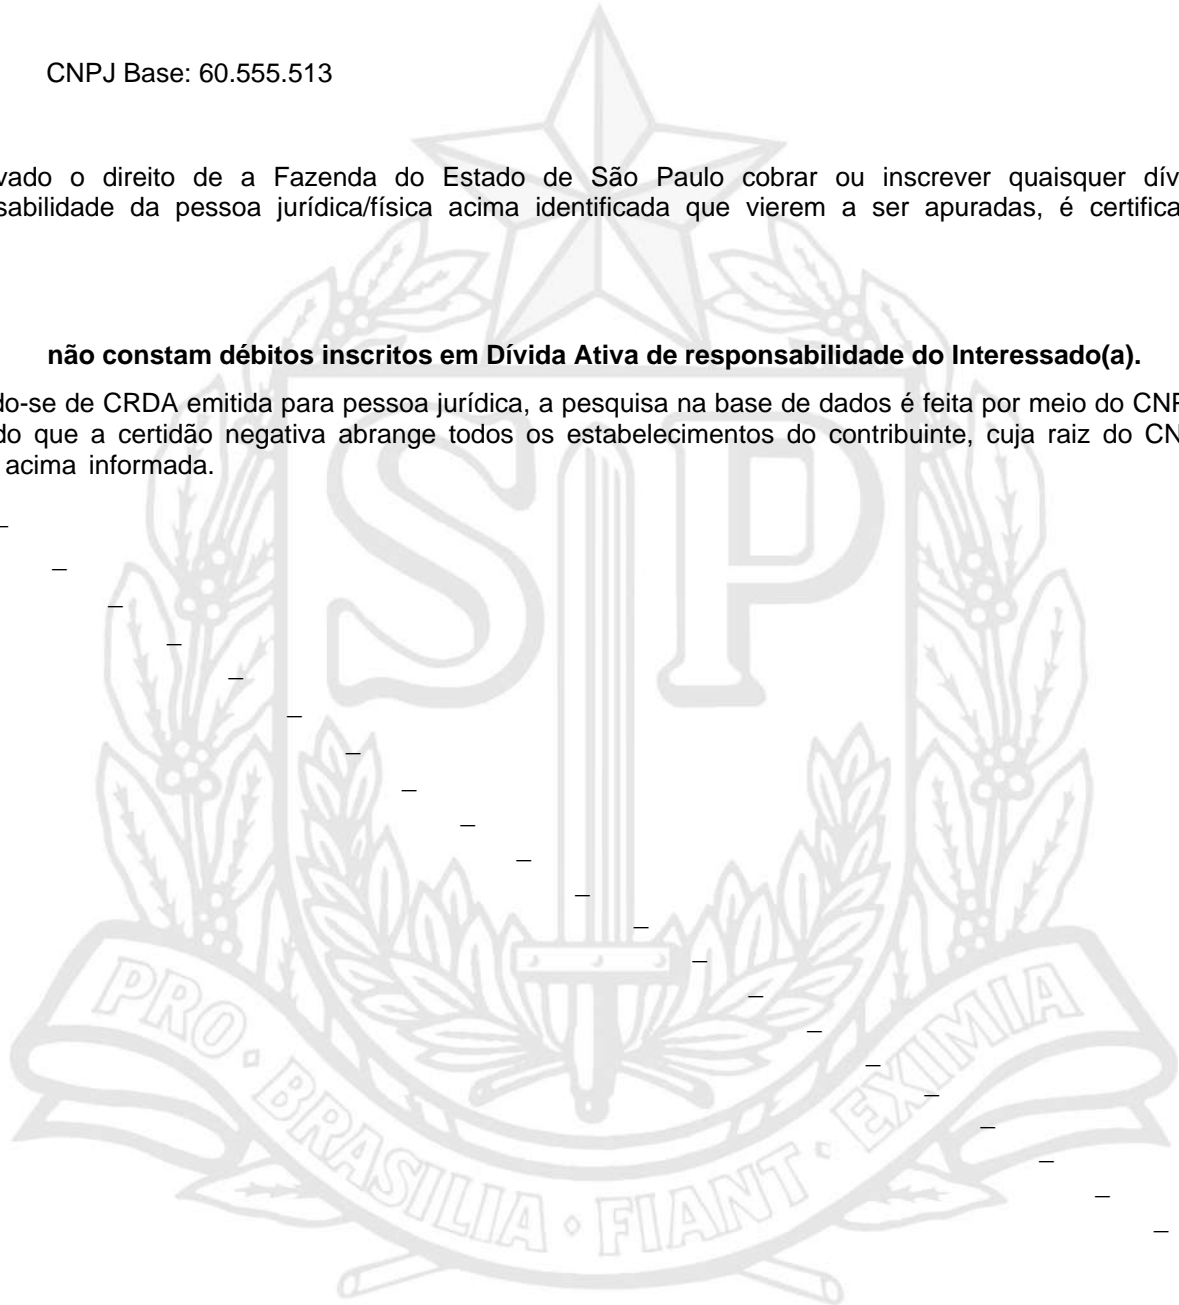 CNPJ Base: 60.555.513
vado o direito de a Fazenda do Estado de São Paulo cobrar ou inscrever quaisquer dív
sabilidade da pessoa jurídica/física acima identificada que vierem a ser apuradas, é certifica
não constam débitos inscritos em Dívida Ativa de responsabilidade do Interessado(a).
do-se de CRDA emitida para pessoa jurídica, a pesquisa na base de dados é feita por meio do CNP
do que a certidão negativa abrange todos os estabelecimentos do contribuinte, cuja raiz do CN
acima informada.
SP
PRO · BRASILIA · FIANT · EXIMIA